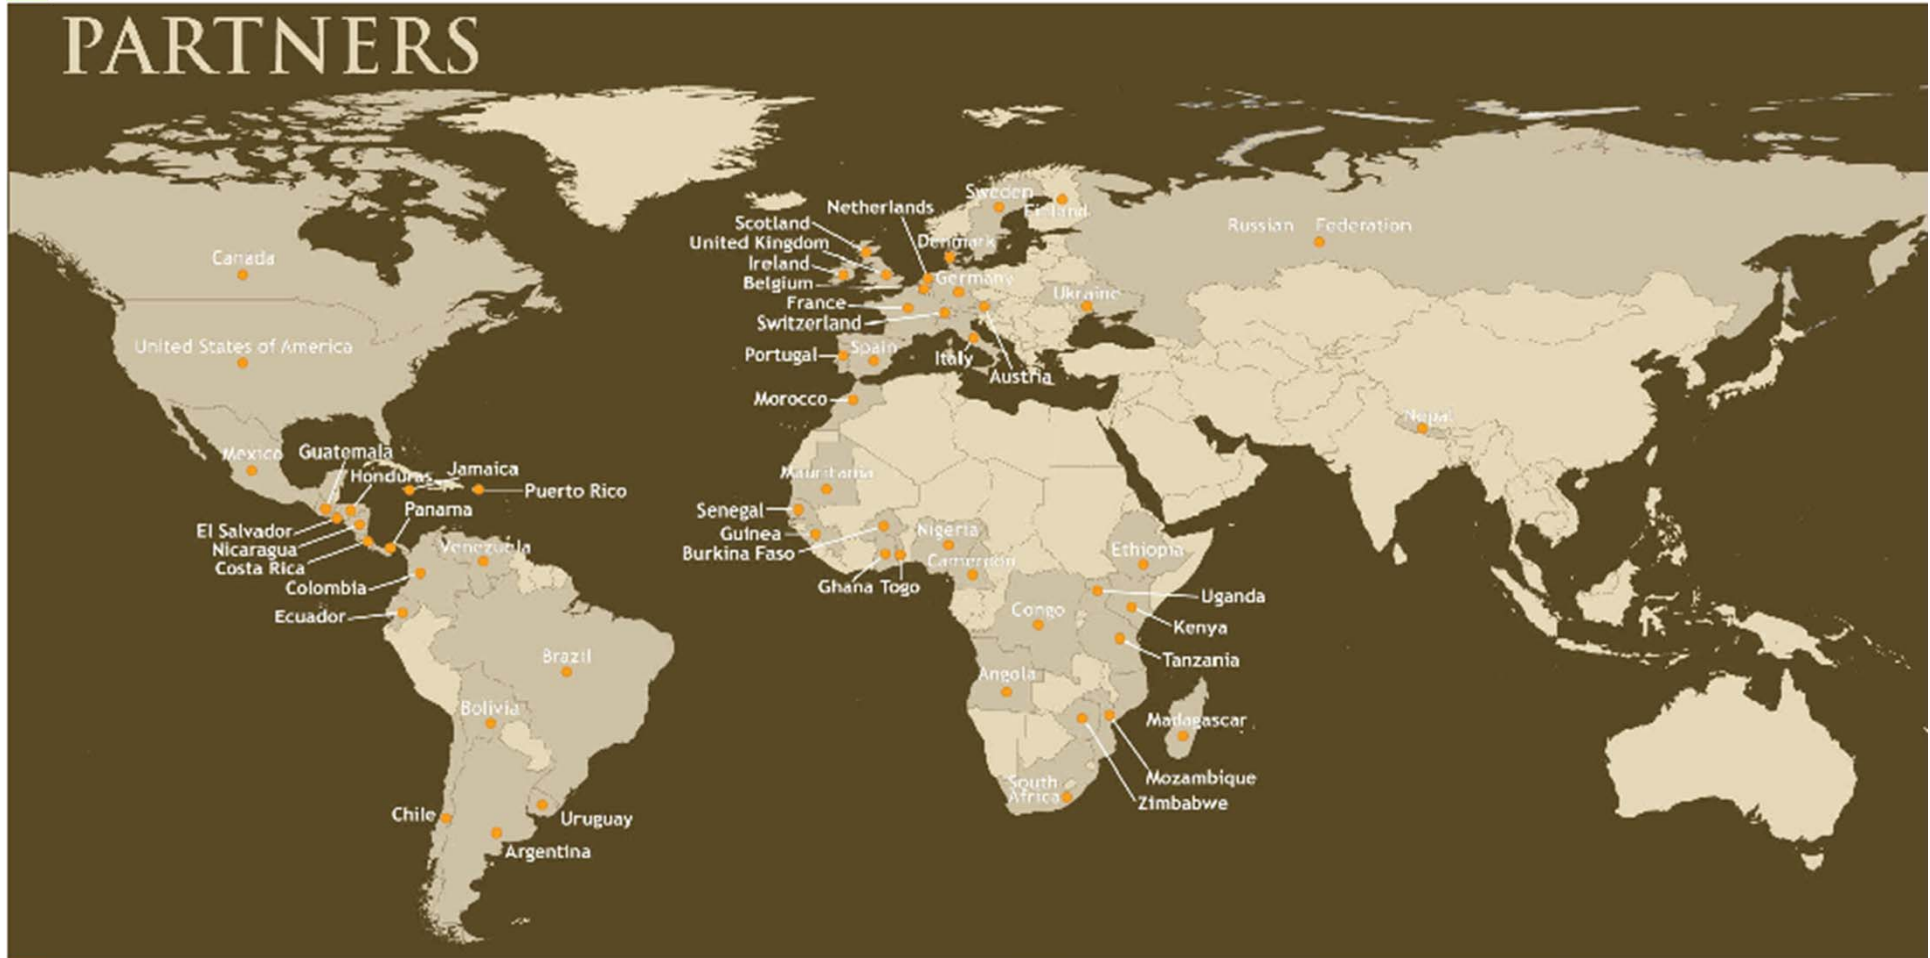 PARTNERS
Canada
United States of America
Mexico
Guatemala
Honduras
Jamaica
Puerto Rico
Panama
El Salvador
Nicaragua
Costa Rica
Venezuela
Colombia
Ecuador
Brazil
Bolivia
Chile
Uruguay
Argentina
Sweden
Finland
Netherlands
Scotland
United Kingdom
Denmark
Ireland
Germany
Belgium
Ukraine
France
Switzerland
Portugal
Spain
Italy
Austria
Russian Federation
Nepal
Morocco
Mauritania
Senegal
Guinea
Burkina Faso
Nigeria
Cameroon
Ghana Togo
Ethiopia
Uganda
Congo
Kenya
Tanzania
Angola
Madagascar
Mozambique
South
Africa
Zimbabwe